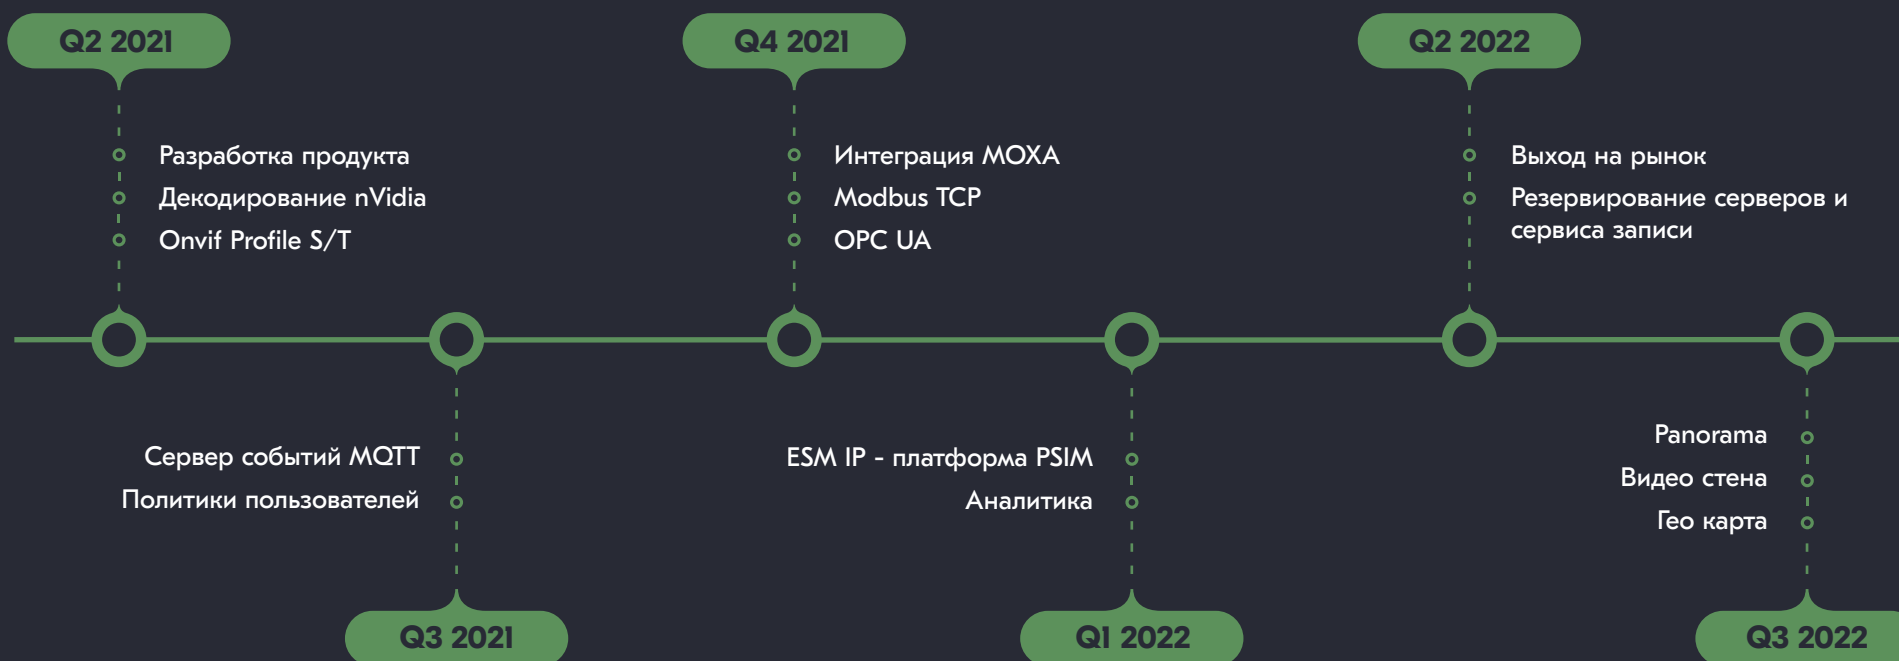 Q2 2021
Q4 2021
Q2 2022
Разработка продукта
Декодирование nVidia
Onvif Profile S/T
Интеграция MOXA
Modbus TCP
OPC UA
Выход на рынок
Резервирование серверов и
сервиса записи
Сервер событий MQTT
Политики пользователей
ESM IP - платформа PSIM
Аналитика
Panorama
Видео стена
Гео карта
Q3 2021
Q1 2022
Q3 2022